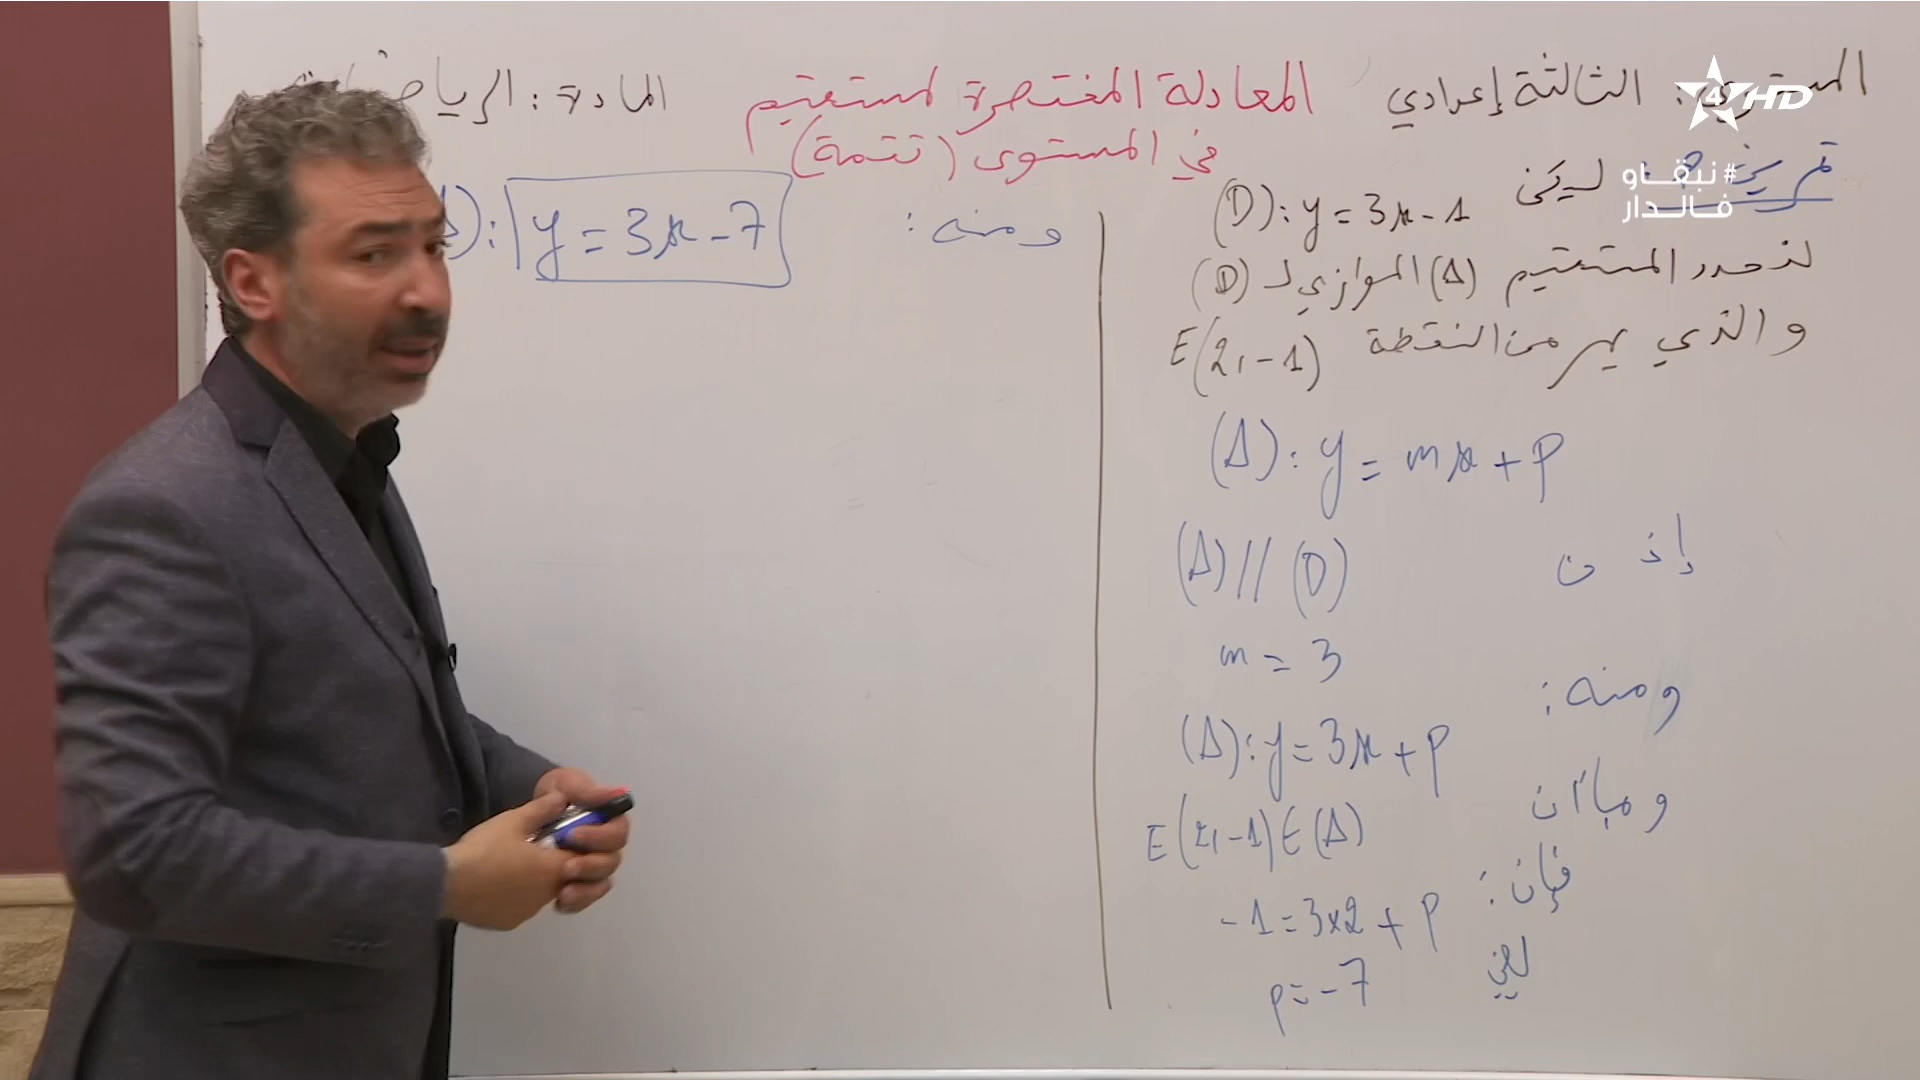 المستوى: الثالثة إعدادي المعادلة المختصرة لمستقيم المادة:
في المستوى (تتمة)
4 HD
#نبقاو
فالدار
تمرين ليكن (D): y = 3x - 1
لنحدد المستقيم (Δ) الموازي لـ (D)
والذي يمر من النقطة E(2, -1)
(Δ): y = mx + p
إذن (Δ) // (D)
m = 3
ومنه: (Δ): y = 3x + p
وبما أن E(2, -1) ∈ (Δ)
فإن: -1 = 3×2 + p
يعني p = -7
ومنه: ): y = 3x - 7